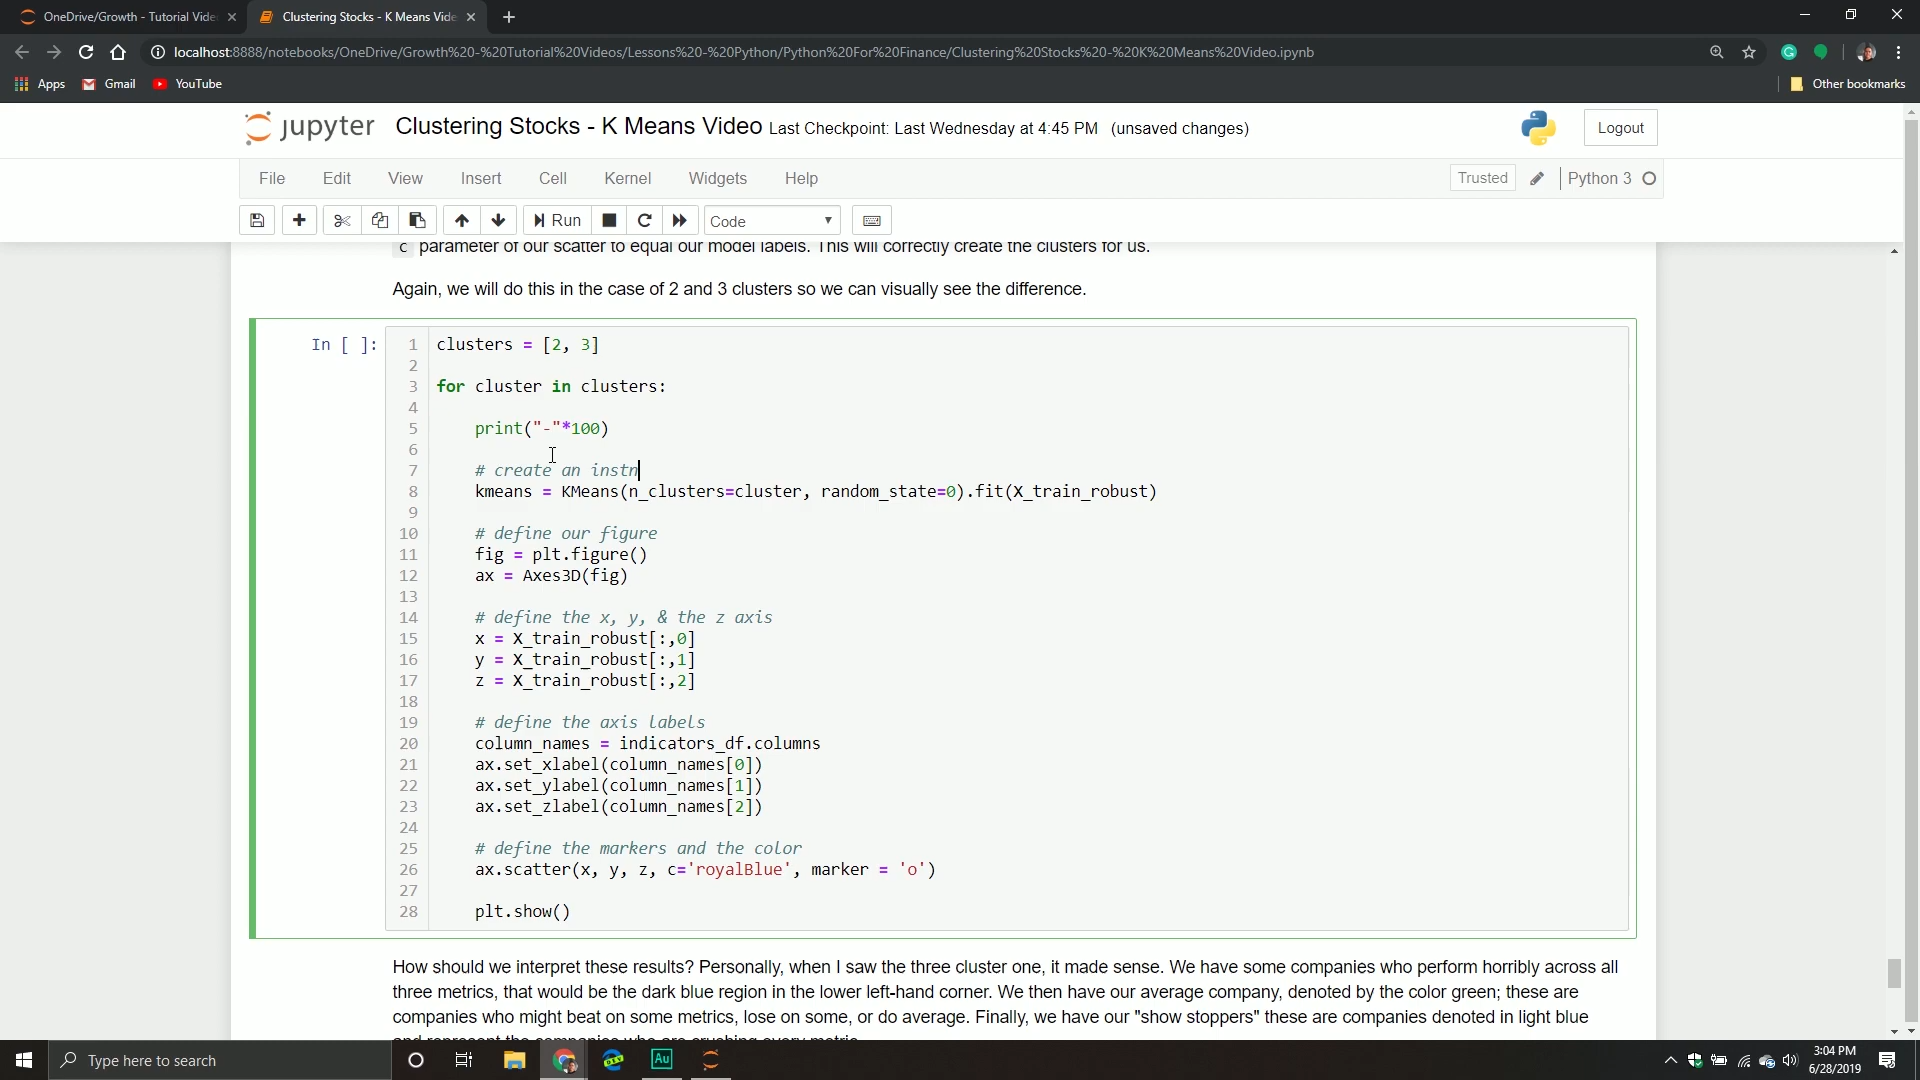 OneDrive/Growth - Tutorial Vide
Clustering Stocks - K Means Vide
localhost:8888/notebooks/OneDrive/Growth%20-%20Tutorial%20Videos/Lessons%20-%20Python/Python%20For%20Finance/Clustering%20Stocks%20-%20K%20Means%20Video.ipynb
Apps Gmail YouTube Other bookmarks
jupyter Clustering Stocks - K Means Video Last Checkpoint: Last Wednesday at 4:45 PM (unsaved changes) Logout
File Edit View Insert Cell Kernel Widgets Help Trusted Python 3
Run Code
c parameter of our scatter to equal our model labels. This will correctly create the clusters for us.
Again, we will do this in the case of 2 and 3 clusters so we can visually see the difference.
In [ ]: 1 clusters = [2, 3]
2
3 for cluster in clusters:
4
5 print("-"*100)
6
7 # create an instn
8 kmeans = KMeans(n_clusters=cluster, random_state=0).fit(X_train_robust)
9
10 # define our figure
11 fig = plt.figure()
12 ax = Axes3D(fig)
13
14 # define the x, y, & the z axis
15 x = X_train_robust[:,0]
16 y = X_train_robust[:,1]
17 z = X_train_robust[:,2]
18
19 # define the axis labels
20 column_names = indicators_df.columns
21 ax.set_xlabel(column_names[0])
22 ax.set_ylabel(column_names[1])
23 ax.set_zlabel(column_names[2])
24
25 # define the markers and the color
26 ax.scatter(x, y, z, c='royalBlue', marker = 'o')
27
28 plt.show()
How should we interpret these results? Personally, when I saw the three cluster one, it made sense. We have some companies who perform horribly across all
three metrics, that would be the dark blue region in the lower left-hand corner. We then have our average company, denoted by the color green; these are
companies who might beat on some metrics, lose on some, or do average. Finally, we have our "show stoppers" these are companies denoted in light blue
and represent the companies who are crushing every metric.
Type here to search
DEV
Au
3:04 PM
6/28/2019